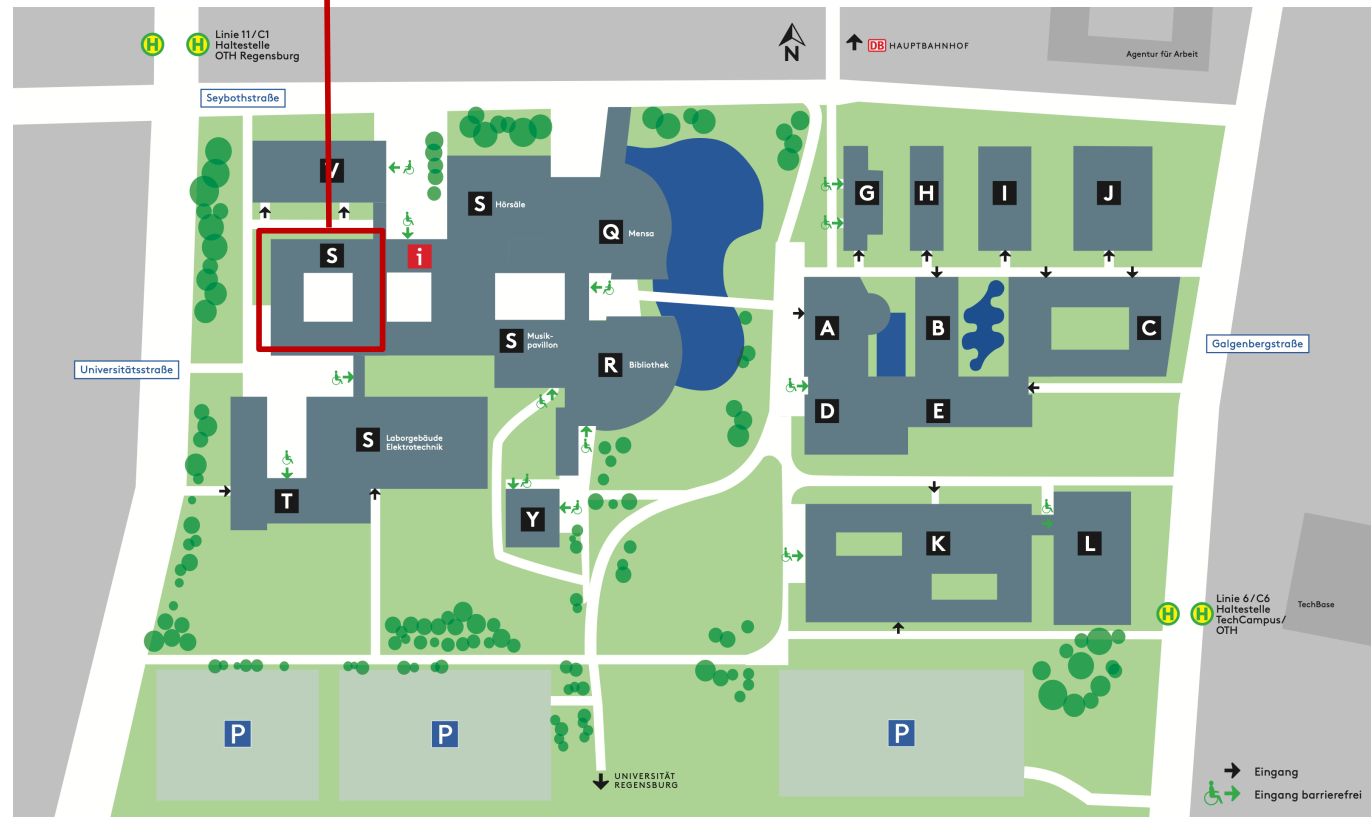 H
H
Linie 11/C1
Haltestelle
OTH Regensburg
N
DB HAUPTBAHNHOF
Agentur für Arbeit
Seybothstraße
V
S Hörsäle
G
H
I
J
Q Mensa
S
i
A
B
C
S Musik-
pavillon
R Bibliothek
Universitätsstraße
Galgenbergstraße
D
E
S Laborgebäude
Elektrotechnik
T
Y
K
L
H
H
Linie 6/C6
Haltestelle
TechCampus/
OTH
TechBase
P
P
P
UNIVERSITÄT
REGENSBURG
Eingang
Eingang barrierefrei